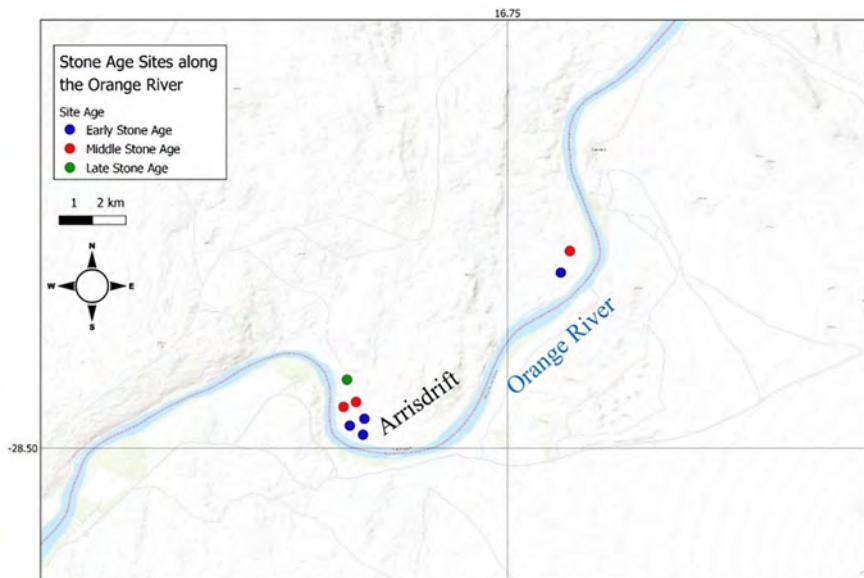 16.75
Stone Age Sites along
the Orange River
Site Age
Early Stone Age
Middle Stone Age
Late Stone Age
1 2 km
N
W E
S
Orange River
Arrisdrift
-28.50